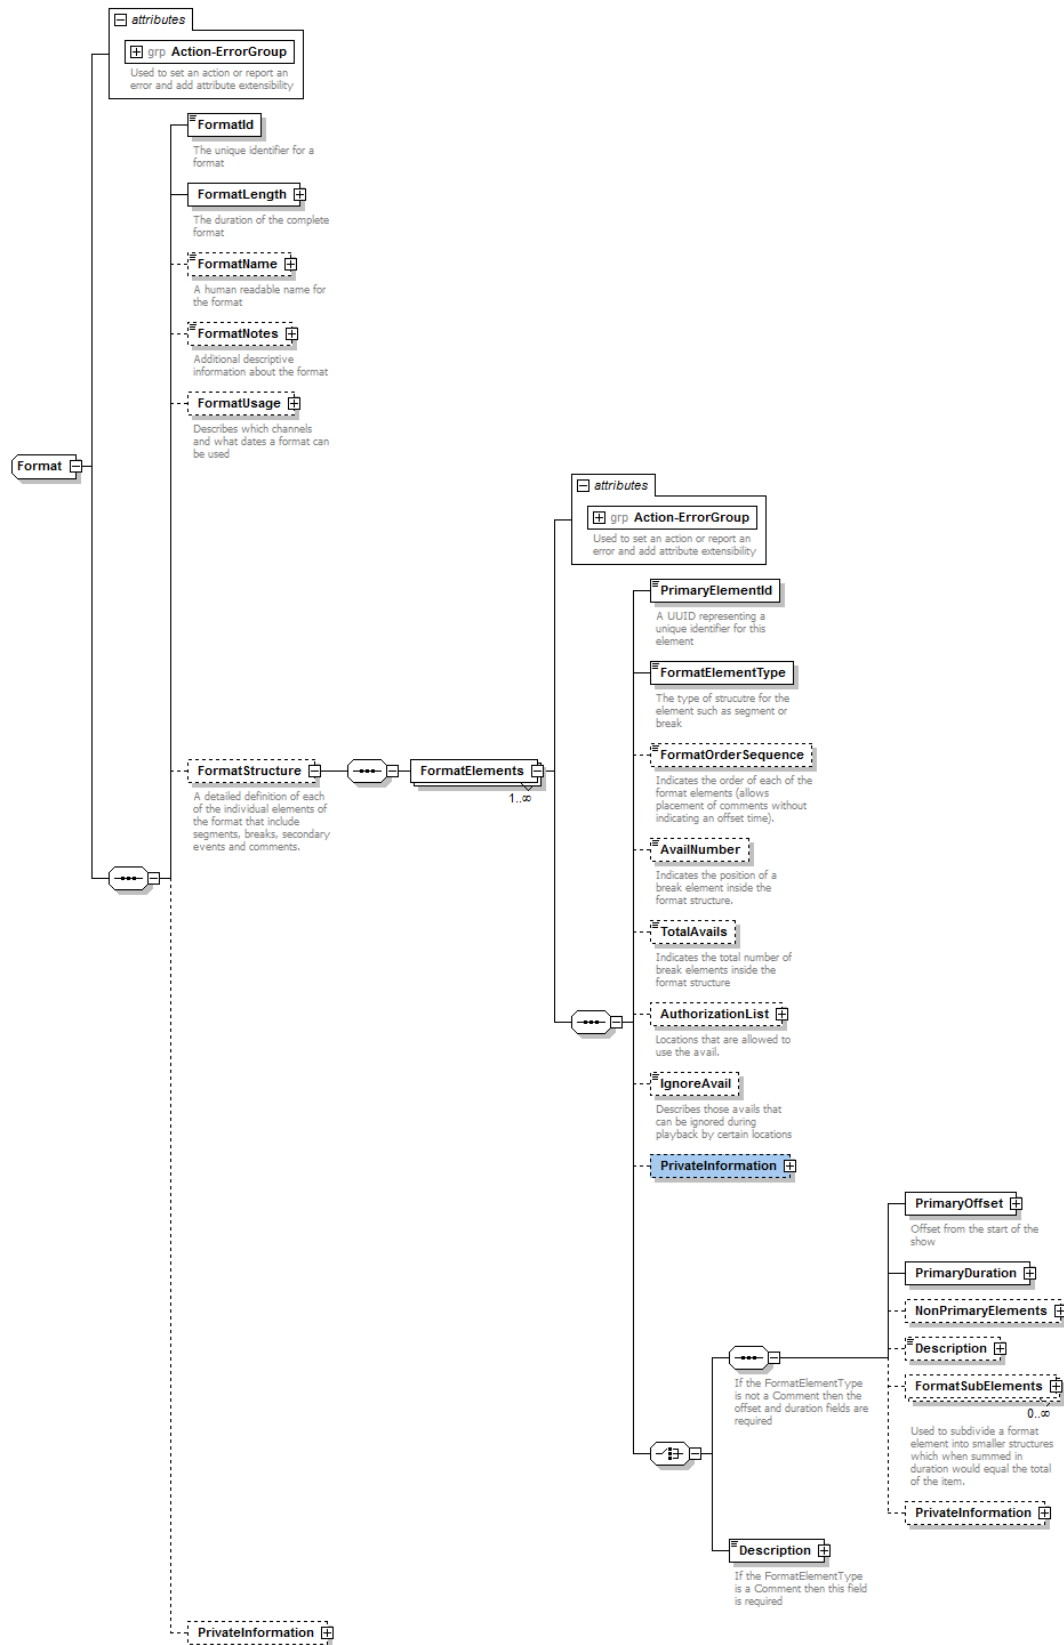 attributes
grp Action-ErrorGroup
Used to set an action or report an
error and add attribute extensibility
FormatId
The unique identifier for a
format
FormatLength
The duration of the complete
format
FormatName
A human readable name for
the format
FormatNotes
Additional descriptive
information about the format
FormatUsage
Describes which channels
and what dates a format can
be used
Format
attributes
grp Action-ErrorGroup
Used to set an action or report an
error and add attribute extensibility
PrimaryElementId
A UUID representing a
unique identifier for this
element
FormatElementType
The type of strucutre for the
element such as segment or
break
FormatOrderSequence
Indicates the order of each of the
format elements (allows
placement of comments without
indicating an offset time).
FormatStructure
A detailed definition of each
of the individual elements of
the format that include
segments, breaks, secondary
events and comments.
FormatElements
1..∞
AvailNumber
Indicates the position of a
break element inside the
format structure.
TotalAvails
Indicates the total number of
break elements inside the
format structure
AuthorizationList
Locations that are allowed to
use the avail.
IgnoreAvail
Describes those avails that
can be ignored during
playback by certain locations
PrivateInformation
PrimaryOffset
Offset from the start of the
show
PrimaryDuration
NonPrimaryElements
Description
FormatSubElements
0..∞
Used to subdivide a format
element into smaller structures
which when summed in
duration would equal the total
of the item.
PrivateInformation
If the FormatElementType
is not a Comment then the
offset and duration fields are
required
Description
If the FormatElementType
is a Comment then this field
is required
PrivateInformation